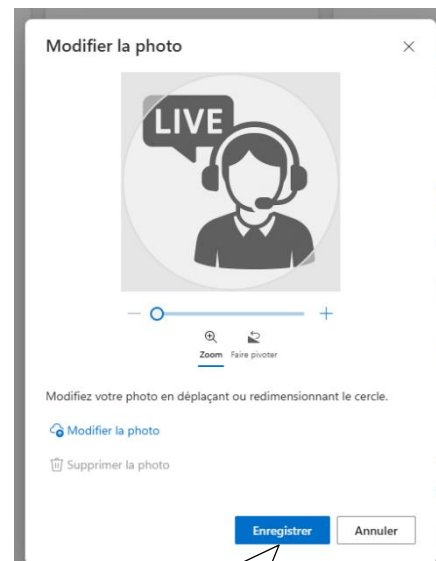 Modifier la photo
LIVE
Zoom Faire pivoter
Modifiez votre photo en déplaçant ou redimensionnant le cercle.
Modifier la photo
Supprimer la photo
Enregistrer Annuler